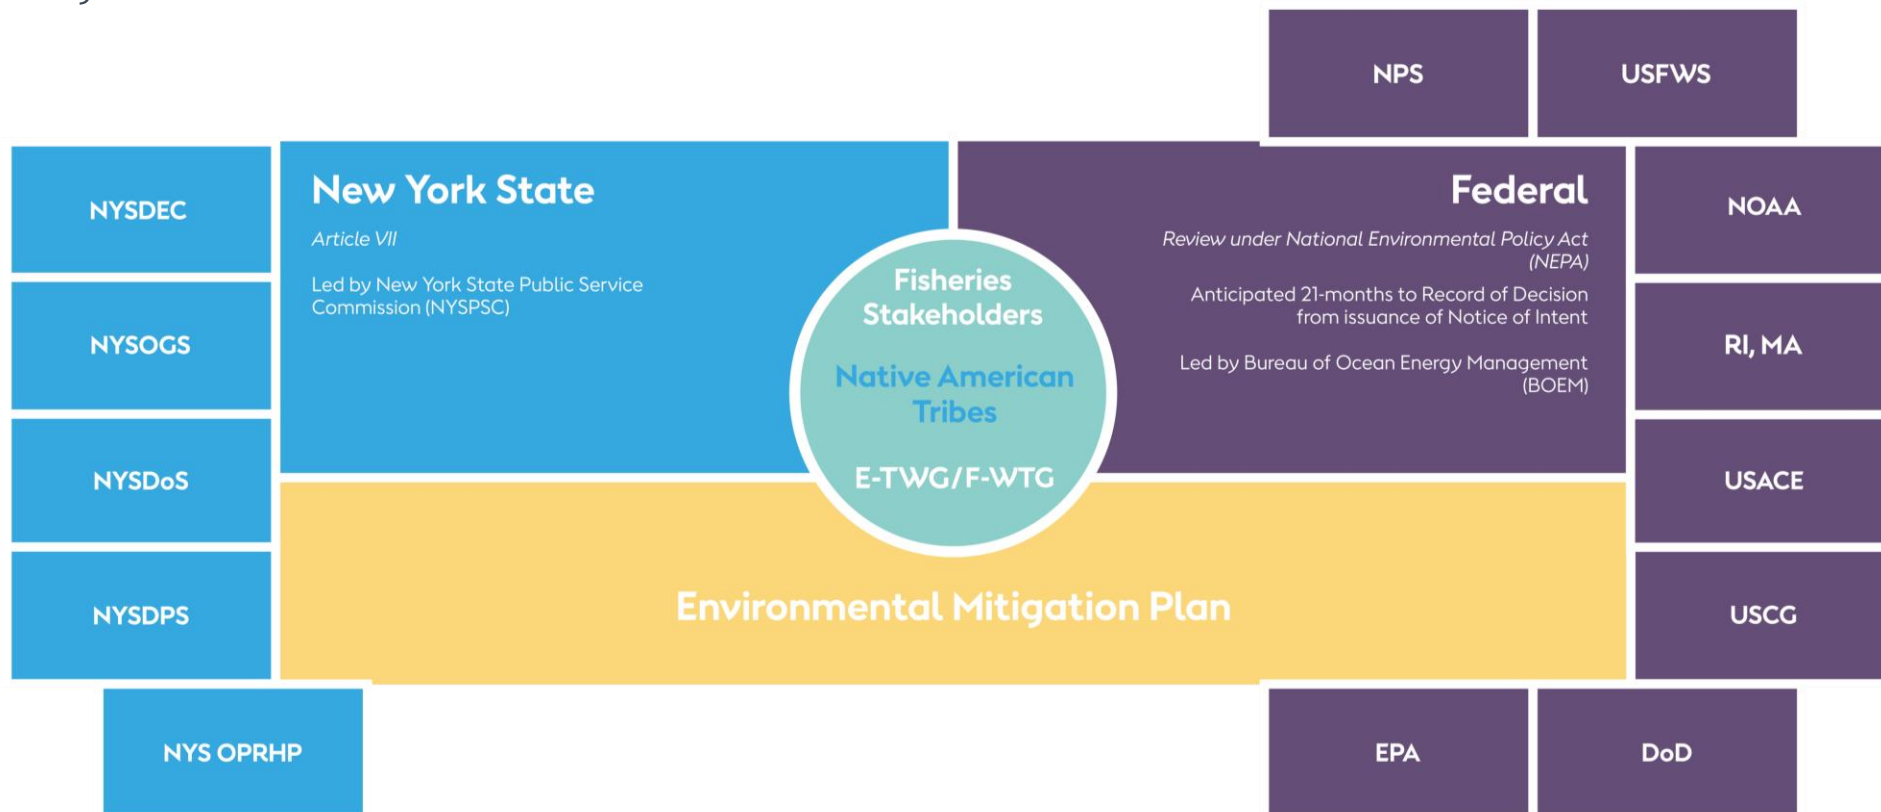 NPS
USFWS
NYSDEC
NYSOGS
NYSDoS
NYSDPS
NYS OPRHP
New York State
Article VII
Led by New York State Public Service
Commission (NYSPSC)
Fisheries
Stakeholders
Native American
Tribes
E-TWG/F-WTG
Federal
Review under National Environmental Policy Act
(NEPA)
Anticipated 21-months to Record of Decision
from issuance of Notice of Intent
Led by Bureau of Ocean Energy Management
(BOEM)
Environmental Mitigation Plan
NOAA
RI, MA
USACE
USCG
EPA
DoD